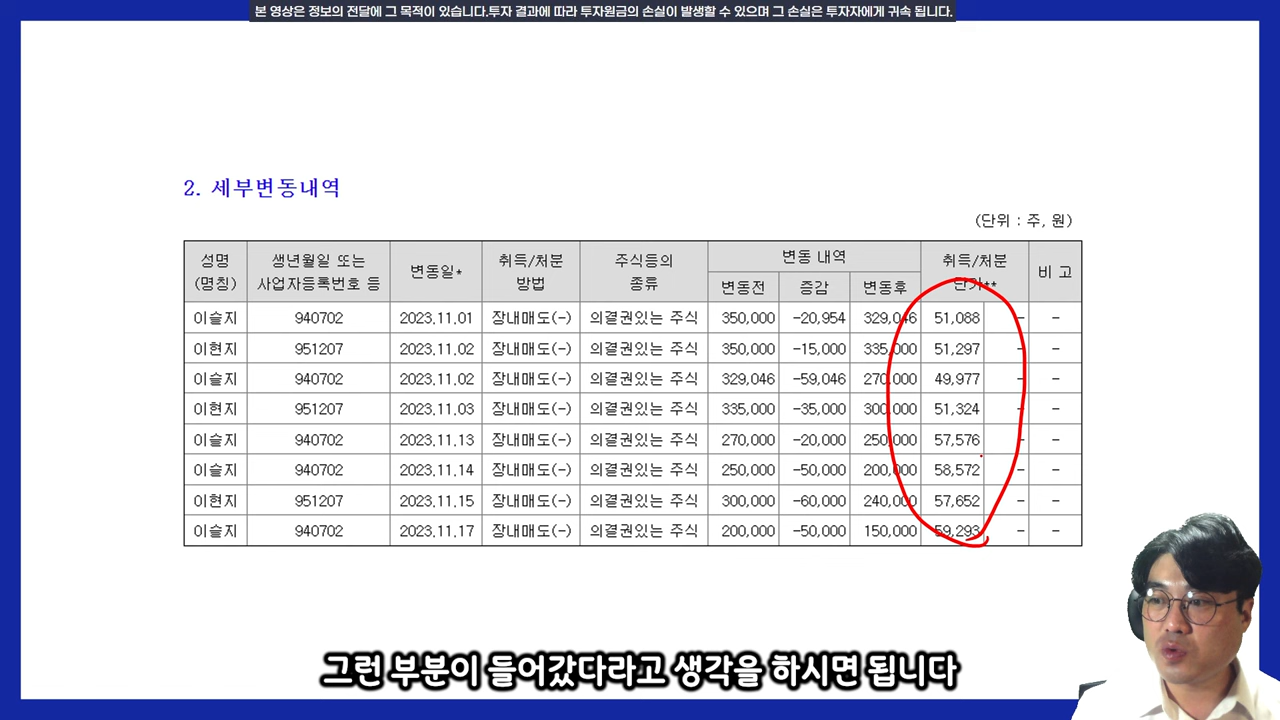 본 영상은 정보의 전달에 그 목적이 있습니다.투자 결과에 따라 투자원금의 손실이 발생할 수 있으며 그 손실은 투자자에게 귀속 됩니다.
2. 세부변동내역
(단위 : 주, 원)
성명 (명칭) 생년월일 또는 사업자등록번호 등 변동일* 취득/처분 방법 주식등의 종류 변동 내역 취득/처분 단가** 비 고
변동전 증감 변동후
이슬지 940702 2023.11.01 장내매도(-) 의결권있는 주식 350,000 -20,954 329,046 51,088 - -
이현지 951207 2023.11.02 장내매도(-) 의결권있는 주식 350,000 -15,000 335,000 51,297 - -
이슬지 940702 2023.11.02 장내매도(-) 의결권있는 주식 329,046 -59,046 270,000 49,977 - -
이현지 951207 2023.11.03 장내매도(-) 의결권있는 주식 335,000 -35,000 300,000 51,324 - -
이슬지 940702 2023.11.13 장내매도(-) 의결권있는 주식 270,000 -20,000 250,000 57,576 - -
이슬지 940702 2023.11.14 장내매도(-) 의결권있는 주식 250,000 -50,000 200,000 58,572 - -
이현지 951207 2023.11.15 장내매도(-) 의결권있는 주식 300,000 -60,000 240,000 57,652 - -
이슬지 940702 2023.11.17 장내매도(-) 의결권있는 주식 200,000 -50,000 150,000 59,293 - -
그런 부분이 들어갔다라고 생각을 하시면 됩니다